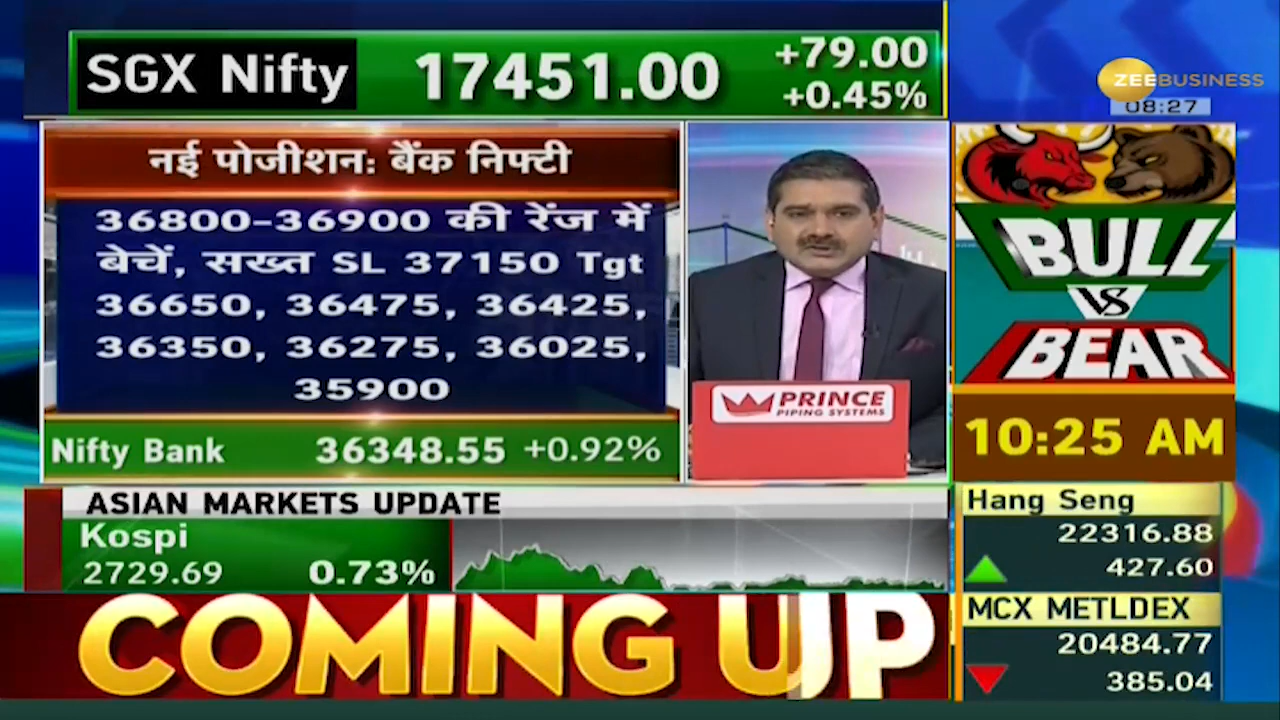 SGX Nifty 17451.00 +79.00
+0.45%
ZEEBUSINESS
08:27
नई पोजीशन: बैंक निफ्टी
36800-36900 की रेंज में
बेचें, सख्त SL 37150 Tgt
36650, 36475, 36425,
36350, 36275, 36025,
35900
Nifty Bank 36348.55 +0.92%
PRINCE
PIPING SYSTEMS
BULL
VS
BEAR
10:25 AM
ASIAN MARKETS UPDATE
Kospi
2729.69 0.73%
Hang Seng
22316.88
427.60
MCX METLDEX
20484.77
385.04
COMING UP